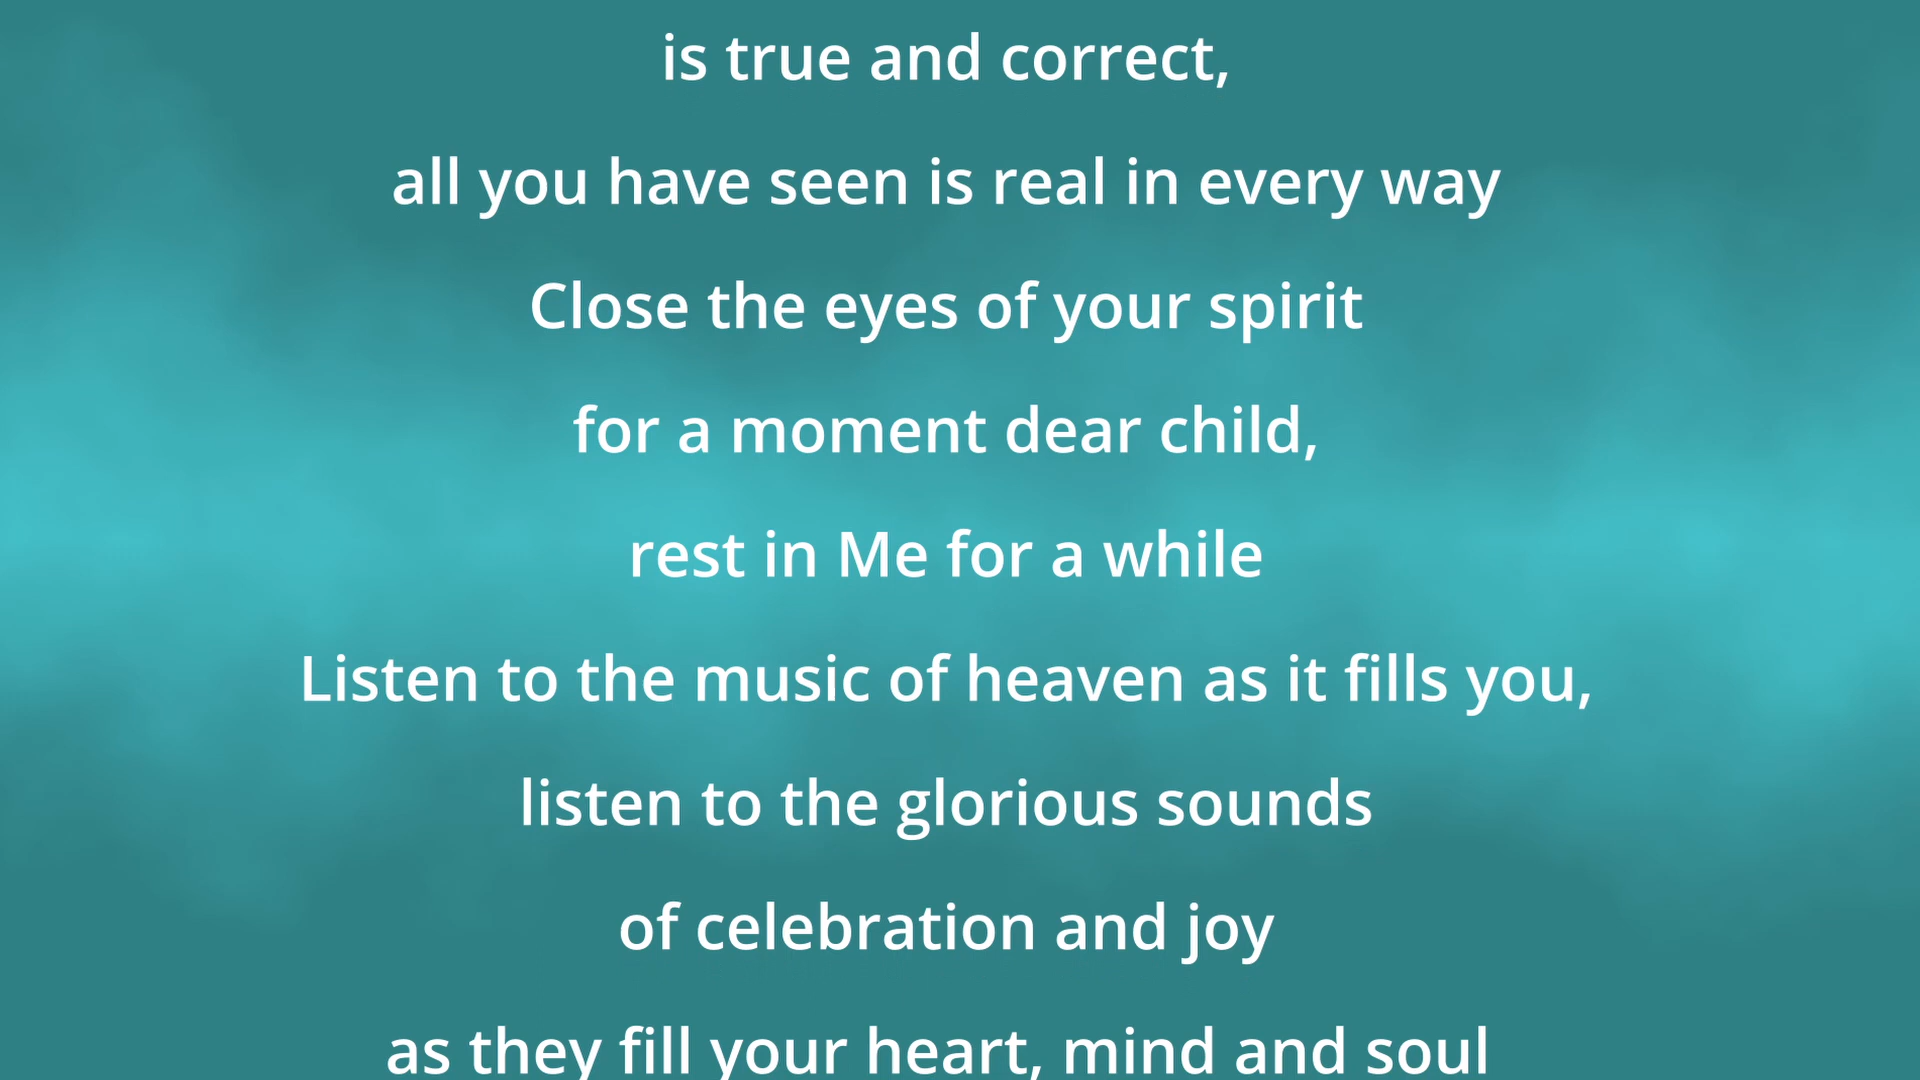 is true and correct,
all you have seen is real in every way
Close the eyes of your spirit
for a moment dear child,
rest in Me for a while
Listen to the music of heaven as it fills you,
listen to the glorious sounds
of celebration and joy
as they fill your heart, mind and soul